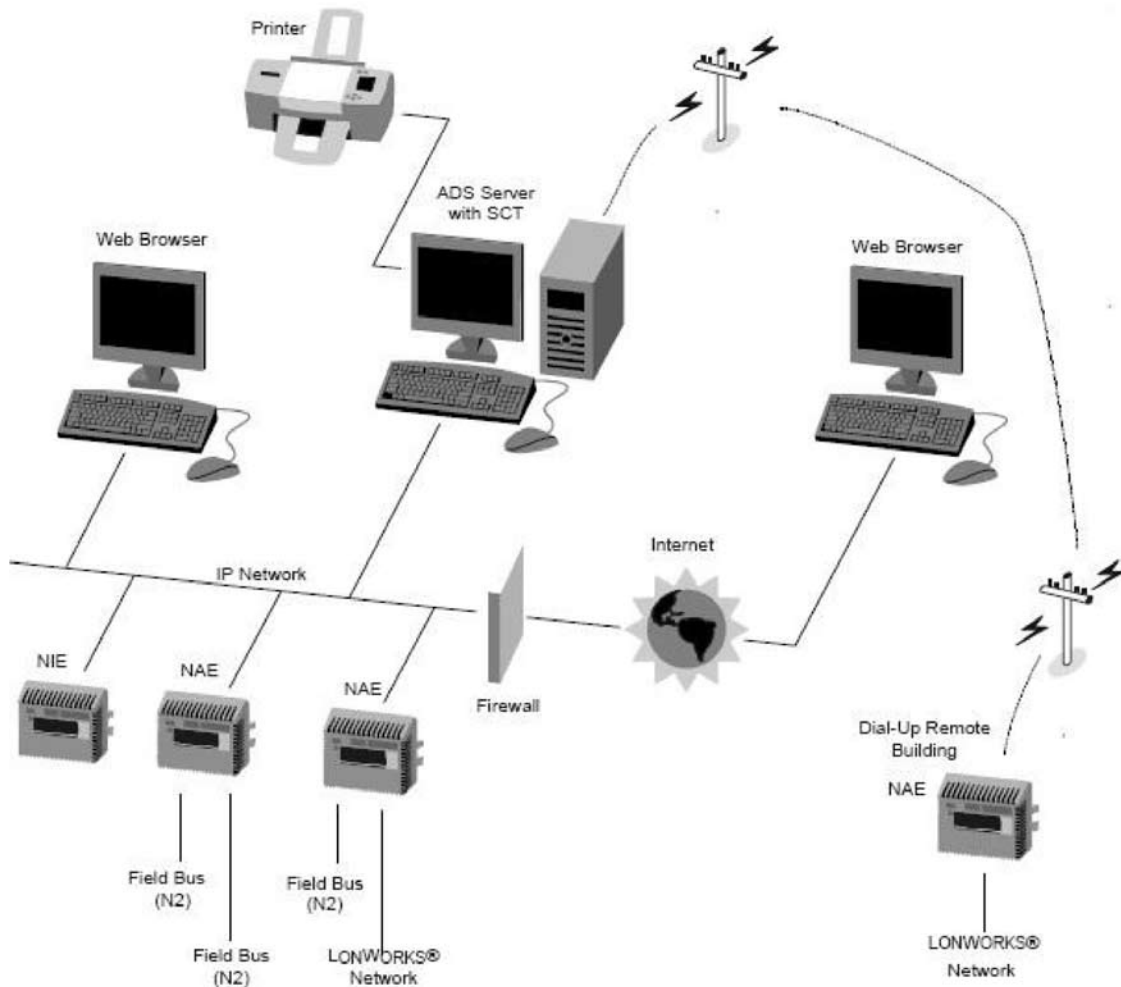 Printer
ADS Server
with SCT
Web Browser
Web Browser
IP Network
Internet
NIE
NAE
NAE
Firewall
Dial-Up Remote
Building
NAE
Field Bus
(N2)
Field Bus
(N2)
Field Bus
(N2)
LONWORKS®
Network
LONWORKS®
Network